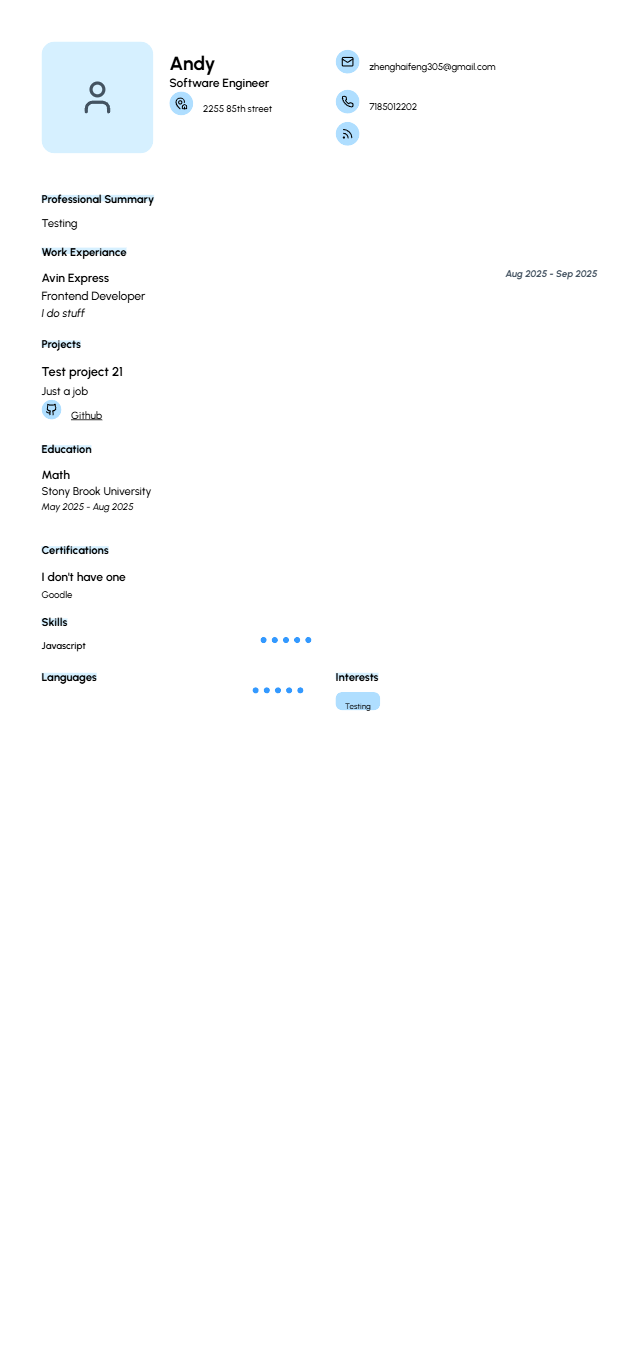 Andy
Software Engineer
2255 85th street
zhenghaifeng305@gmail.com
7185012202
Professional Summary
Testing
Work Experiance
Avin Express
Aug 2025 - Sep 2025
Frontend Developer
I do stuff
Projects
Test project 21
Just a job
Github
Education
Math
Stony Brook University
May 2025 - Aug 2025
Certifications
I don't have one
Goodle
Skills
Javascript
Languages
Interests
Testing